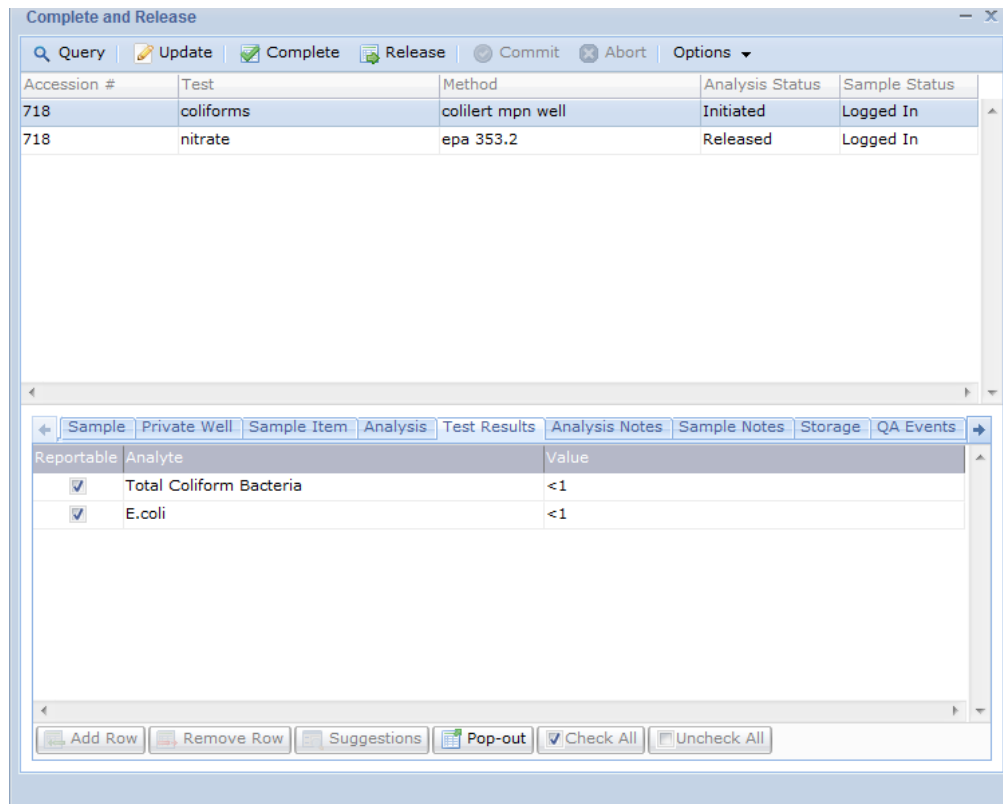 Complete and Release
Query Update Complete Release Commit Abort Options
Accession # Test Method Analysis Status Sample Status
718 coliforms colilert mpn well Initiated Logged In
718 nitrate epa 353.2 Released Logged In
Sample Private Well Sample Item Analysis Test Results Analysis Notes Sample Notes Storage QA Events
Reportable Analyte Value
Total Coliform Bacteria <1
E.coli <1
Add Row Remove Row Suggestions Pop-out Check All Uncheck All